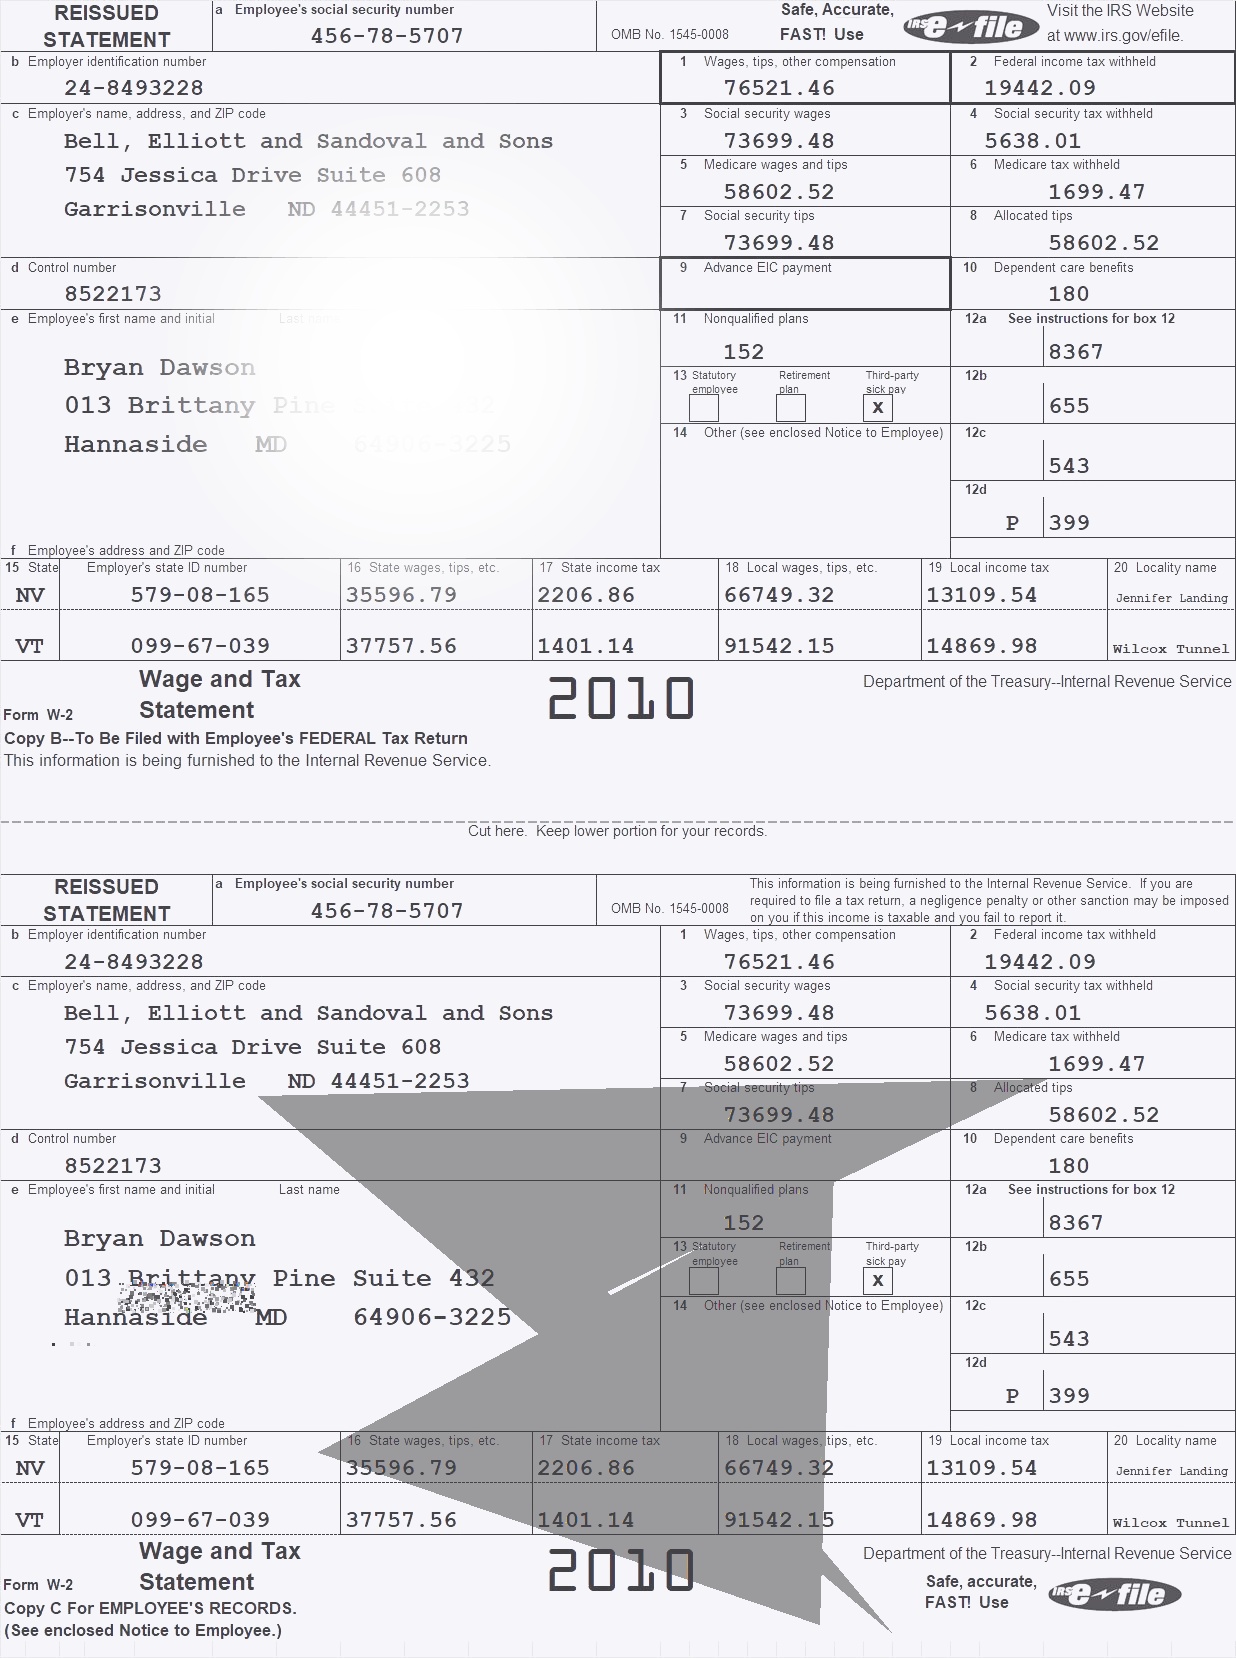 REISSUED STATEMENT
a Employee's social security number
456-78-5707
OMB No. 1545-0008
Safe, Accurate, FAST! Use
IRS e-file
Visit the IRS Website at www.irs.gov/efile.
b Employer identification number
24-8493228
1 Wages, tips, other compensation
76521.46
2 Federal income tax withheld
19442.09
c Employer's name, address, and ZIP code
Bell, Elliott and Sandoval and Sons
754 Jessica Drive Suite 608
Garrisonville ND 44451-2253
3 Social security wages
73699.48
4 Social security tax withheld
5638.01
5 Medicare wages and tips
58602.52
6 Medicare tax withheld
1699.47
7 Social security tips
73699.48
8 Allocated tips
58602.52
d Control number
8522173
9 Advance EIC payment
10 Dependent care benefits
180
e Employee's first name and initial Last name
Bryan Dawson
013 Brittany Pine
Hannaside MD 64906-3225
f Employee's address and ZIP code
11 Nonqualified plans
152
12a See instructions for box 12
8367
13 Statutory employee
Retirement plan
Third-party sick pay
X
12b
655
14 Other (see enclosed Notice to Employee)
12c
543
12d
P 399
15 State Employer's state ID number 16 State wages, tips, etc. 17 State income tax 18 Local wages, tips, etc. 19 Local income tax 20 Locality name
NV 579-08-165 35596.79 2206.86 66749.32 13109.54 Jennifer Landing
VT 099-67-039 37757.56 1401.14 91542.15 14869.98 Wilcox Tunnel
Form W-2 Wage and Tax Statement
2010
Department of the Treasury--Internal Revenue Service
Copy B--To Be Filed with Employee's FEDERAL Tax Return
This information is being furnished to the Internal Revenue Service.
Cut here. Keep lower portion for your records.
REISSUED STATEMENT
a Employee's social security number
456-78-5707
OMB No. 1545-0008
This information is being furnished to the Internal Revenue Service. If you are
required to file a tax return, a negligence penalty or other sanction may be imposed
on you if this income is taxable and you fail to report it.
b Employer identification number
24-8493228
1 Wages, tips, other compensation
76521.46
2 Federal income tax withheld
19442.09
c Employer's name, address, and ZIP code
Bell, Elliott and Sandoval and Sons
754 Jessica Drive Suite 608
Garrisonville ND 44451-2253
3 Social security wages
73699.48
4 Social security tax withheld
5638.01
5 Medicare wages and tips
58602.52
6 Medicare tax withheld
1699.47
7 Social security tips
73699.48
8 Allocated tips
58602.52
d Control number
8522173
9 Advance EIC payment
10 Dependent care benefits
180
e Employee's first name and initial Last name
Bryan Dawson
013 Brittany Pine Suite 432
Hannaside MD 64906-3225
f Employee's address and ZIP code
11 Nonqualified plans
152
12a See instructions for box 12
8367
13 Statutory employee
Retirement plan
Third-party sick pay
X
12b
655
14 Other (see enclosed Notice to Employee)
12c
543
12d
P 399
15 State Employer's state ID number 16 State wages, tips, etc. 17 State income tax 18 Local wages, tips, etc. 19 Local income tax 20 Locality name
NV 579-08-165 35596.79 2206.86 66749.32 13109.54 Jennifer Landing
VT 099-67-039 37757.56 1401.14 91542.15 14869.98 Wilcox Tunnel
Form W-2 Wage and Tax Statement
2010
Department of the Treasury--Internal Revenue Service
Safe, accurate, FAST! Use
IRS e-file
Copy C For EMPLOYEE'S RECORDS.
(See enclosed Notice to Employee.)